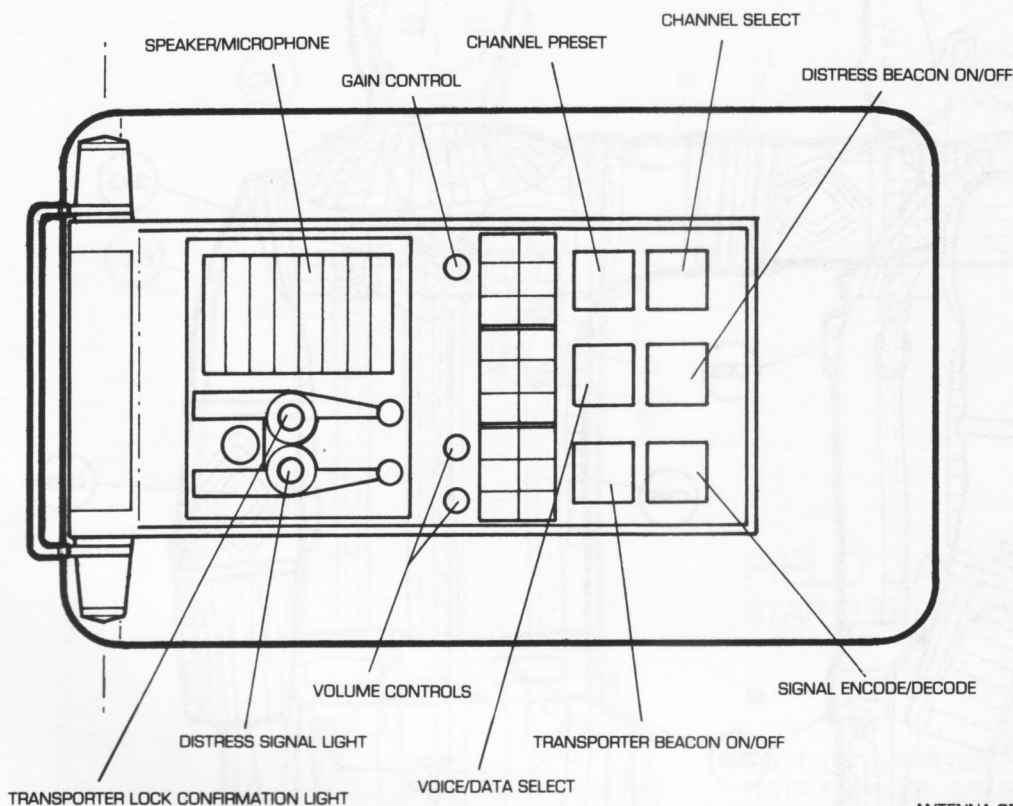 CHANNEL SELECT
SPEAKER/MICROPHONE
CHANNEL PRESET
GAIN CONTROL
DISTRESS BEACON ON/OFF
VOLUME CONTROLS
SIGNAL ENCODE/DECODE
DISTRESS SIGNAL LIGHT
TRANSPORTER BEACON ON/OFF
VOICE/DATA SELECT
TRANSPORTER LOCK CONFIRMATION LIGHT
ANTENNA